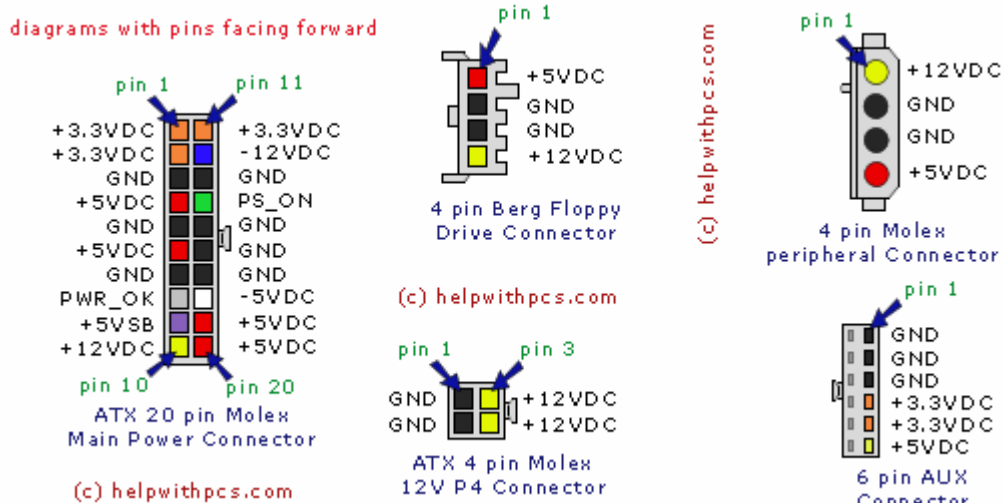 diagrams with pins facing forward
pin 1
pin 11
+3.3VDC
+3.3VDC
+3.3VDC
-12VDC
GND
GND
+5VDC
PS_ON
GND
GND
+5VDC
GND
GND
GND
PWR_OK
-5VDC
+5VSB
+5VDC
+12VDC
+5VDC
pin 10
pin 20
ATX 20 pin Molex
Main Power Connector
(c) helpwithpcs.com
pin 1
+5VDC
GND
GND
+12VDC
4 pin Berg Floppy
Drive Connector
(c) helpwithpcs.com
pin 1
pin 3
GND
+12VDC
GND
+12VDC
ATX 4 pin Molex
12V P4 Connector
(c) helpwithpcs.com
pin 1
+12VDC
GND
GND
+5VDC
4 pin Molex
peripheral Connector
pin 1
GND
GND
GND
+3.3VDC
+3.3VDC
+5VDC
6 pin AUX
Connector